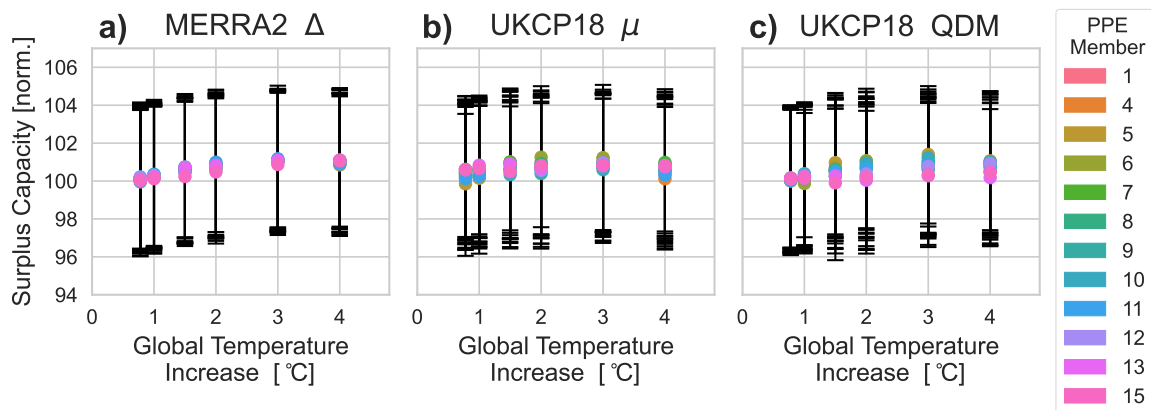 a) MERRA2 Δ
b) UKCP18 μ
c) UKCP18 QDM
Surplus Capacity [norm.]
106
104
102
100
98
96
94
0 1 2 3 4
0 1 2 3 4
0 1 2 3 4
Global Temperature
Increase [°C]
Global Temperature
Increase [°C]
Global Temperature
Increase [°C]
PPE
Member
1
4
5
6
7
8
9
10
11
12
13
15